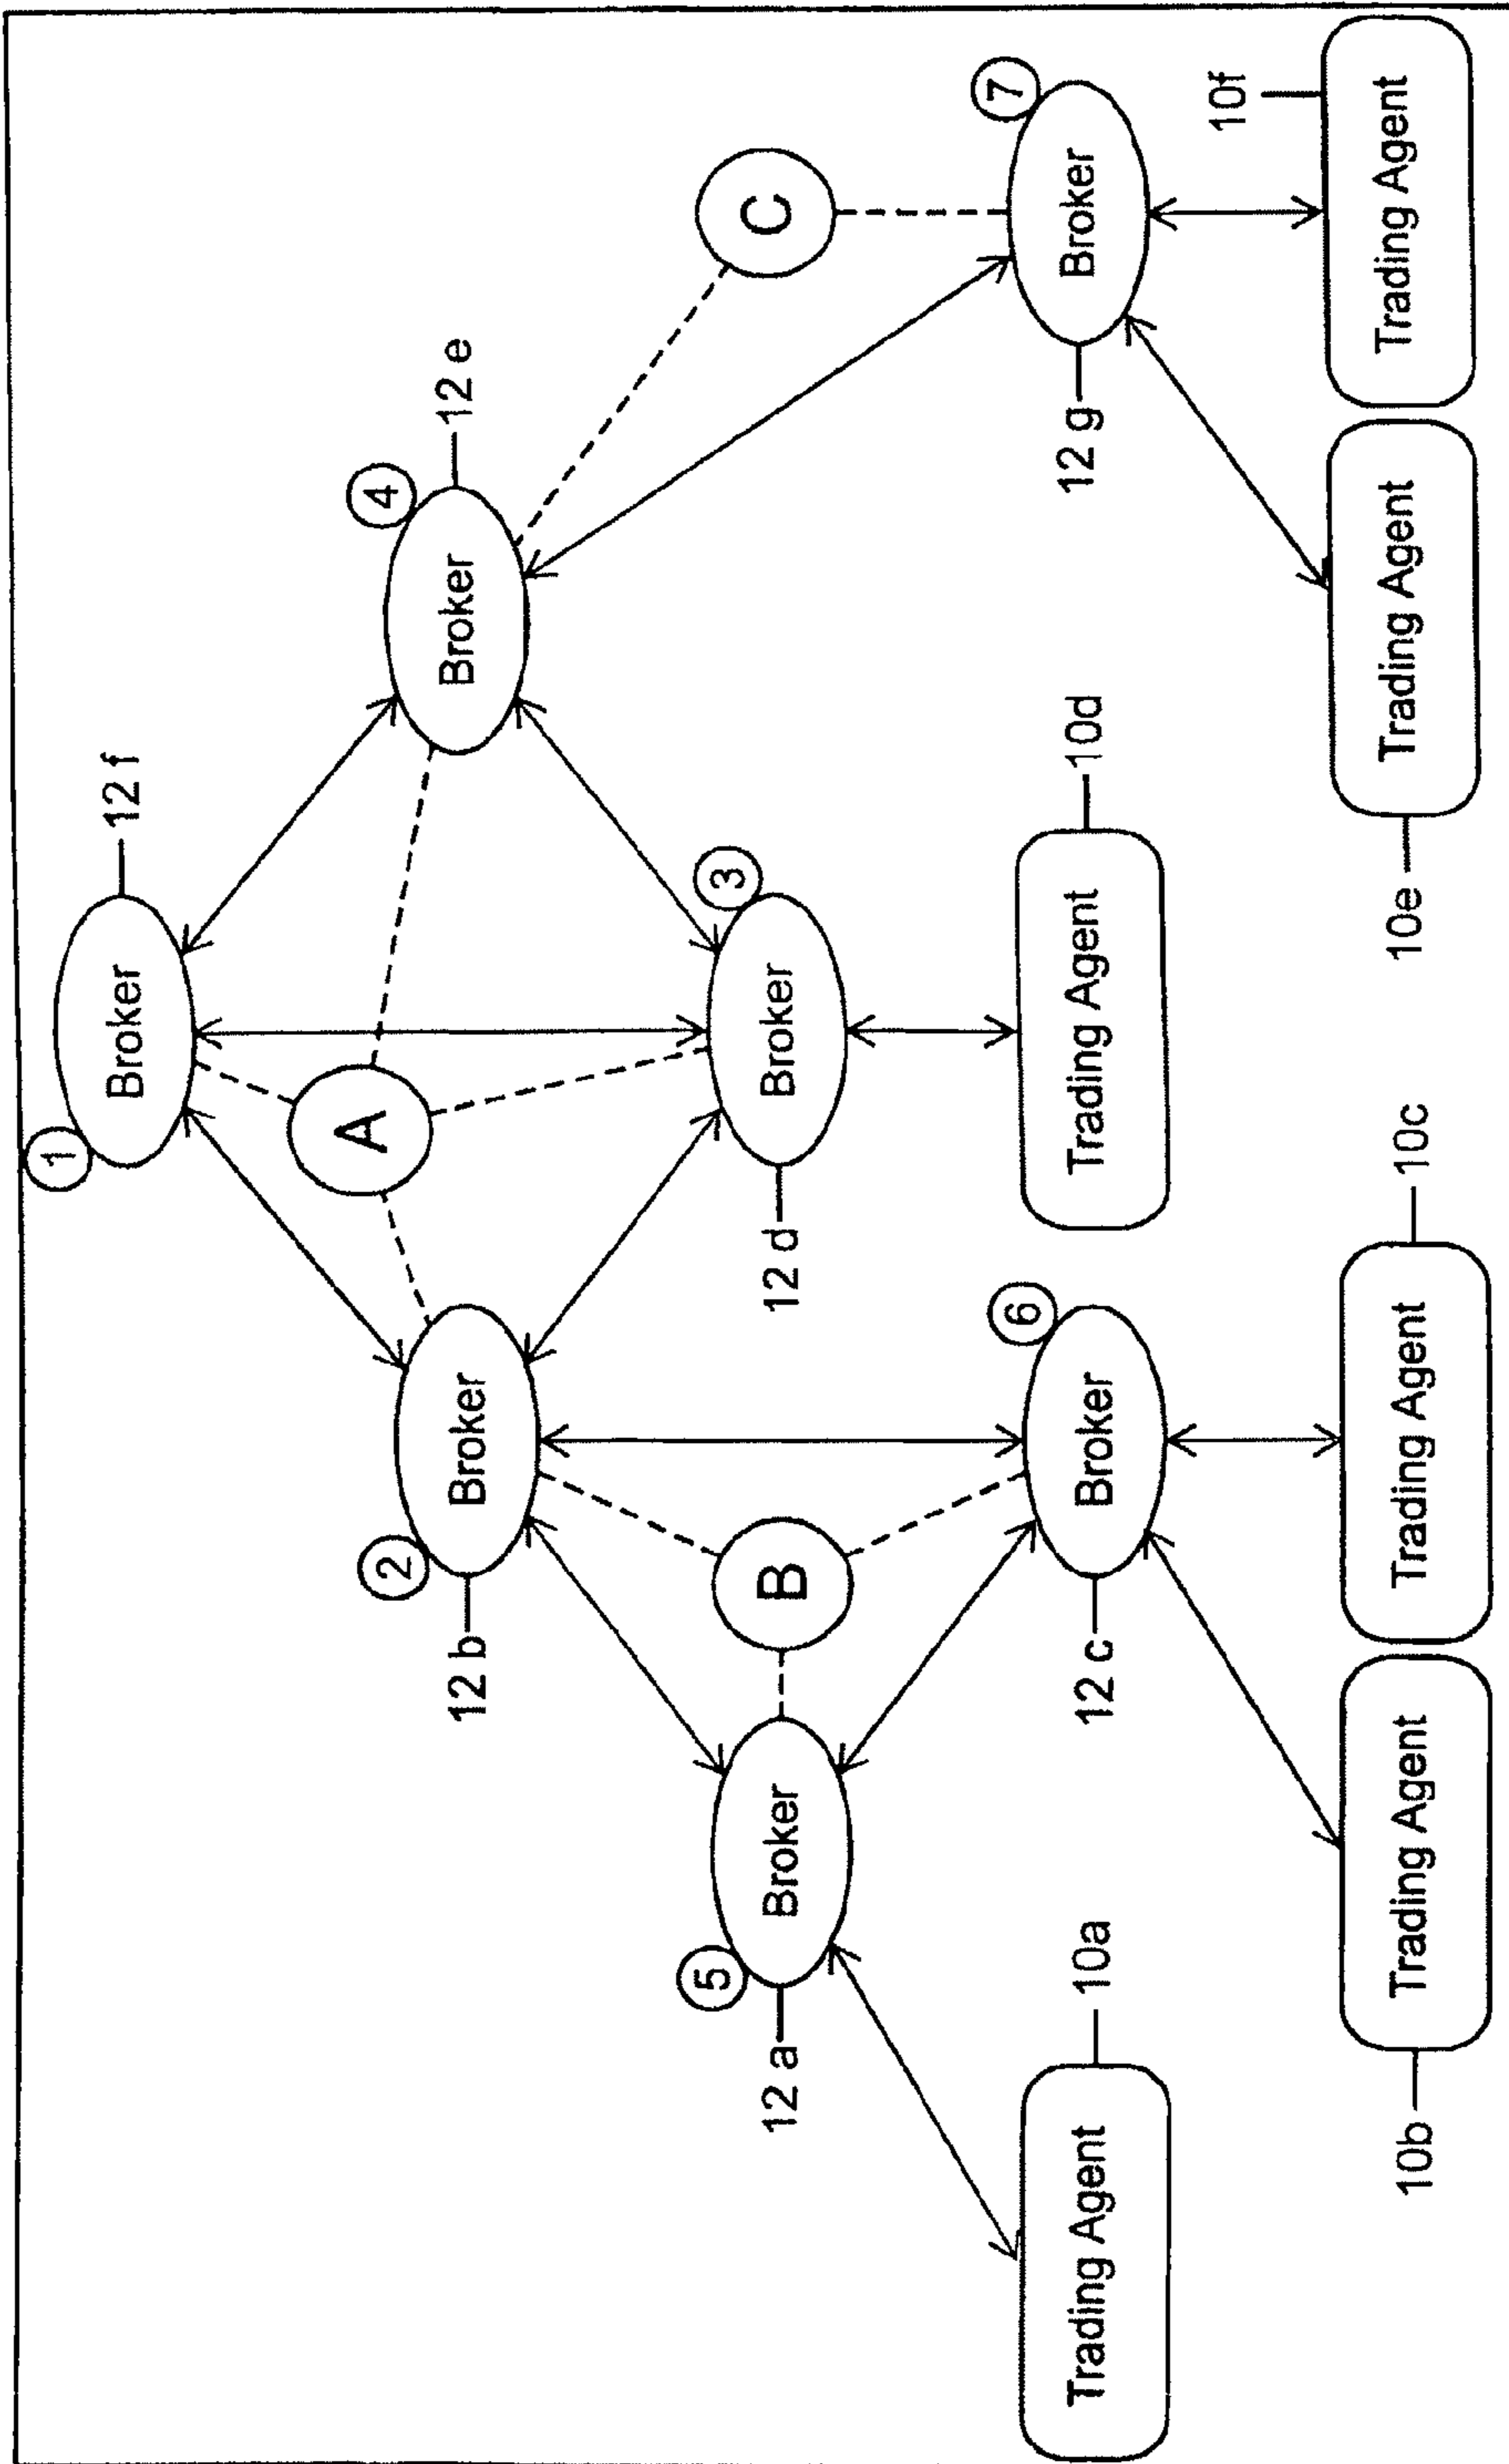 1
Broker
12 f
A
2
Broker
12 b
4
Broker
12 e
B
3
Broker
12 d
C
5
Broker
12 a
6
Broker
12 c
7
Broker
12 g
Trading Agent
10a
Trading Agent
10d
10b
Trading Agent
Trading Agent
10c
10e
Trading Agent
Trading Agent
10f